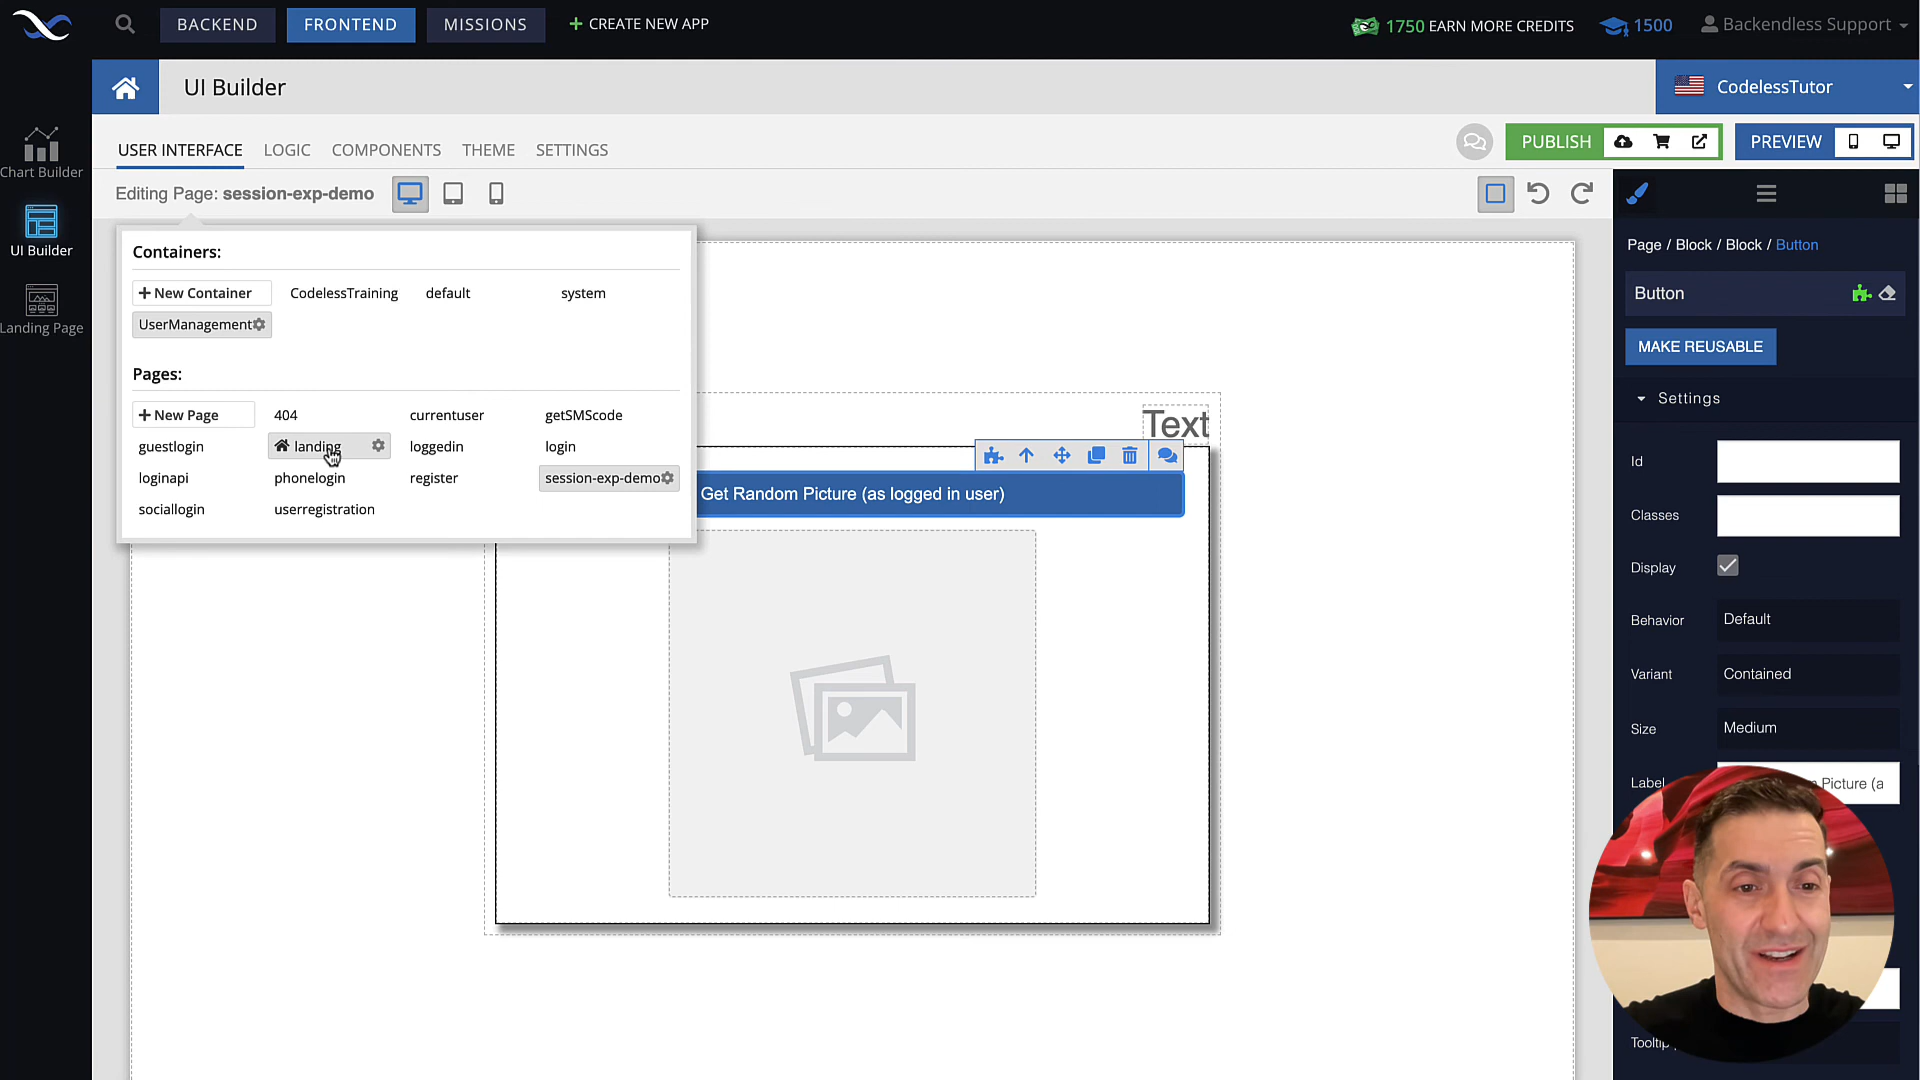 BACKEND
FRONTEND
MISSIONS
+ CREATE NEW APP
1750 EARN MORE CREDITS
1500
Backendless Support
UI Builder
CodelessTutor
Chart Builder
UI Builder
Landing Page
USER INTERFACE
LOGIC
COMPONENTS
THEME
SETTINGS
PUBLISH
PREVIEW
Editing Page: session-exp-demo
Containers:
+ New Container
CodelessTraining
default
system
UserManagement
Pages:
+ New Page
404
currentuser
getSMScode
guestlogin
landing
loggedin
login
loginapi
phonelogin
register
session-exp-demo
sociallogin
userregistration
Text
Get Random Picture (as logged in user)
Page / Block / Block / Button
Button
MAKE REUSABLE
Settings
Id
Classes
Display
Behavior
Default
Variant
Contained
Size
Medium
Label
Picture (a
Tooltip